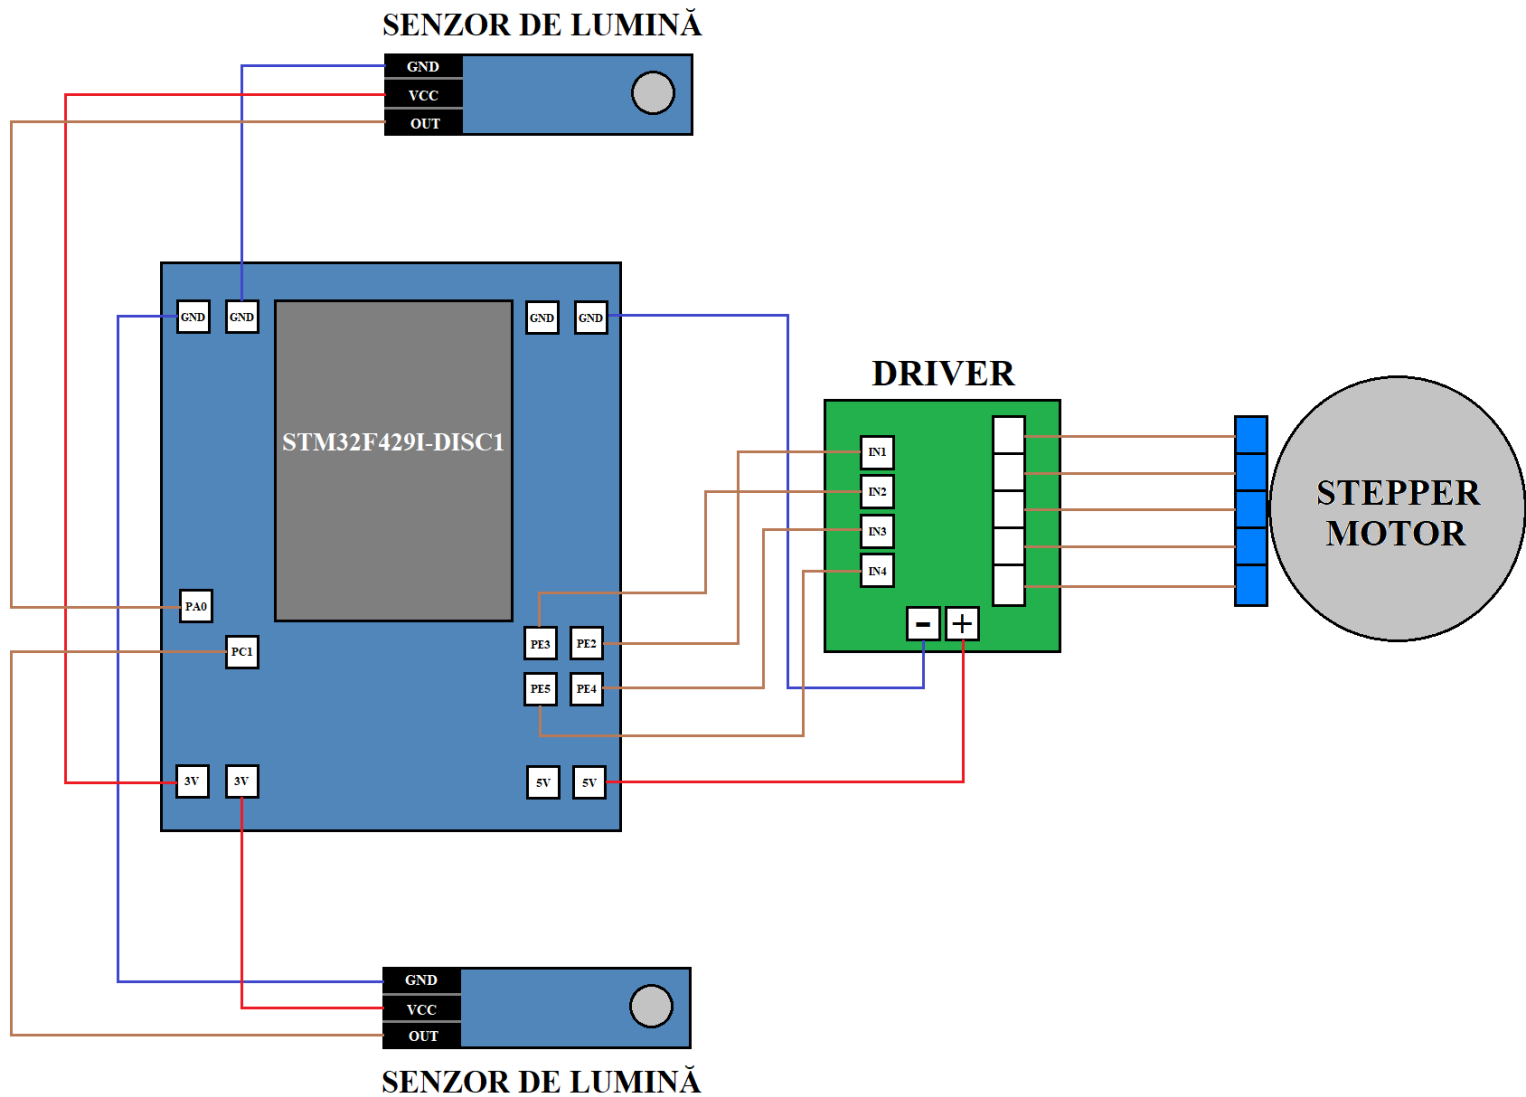 SENZOR DE LUMINĂ
GND
VCC
OUT
GND
GND
GND
GND
STM32F429I-DISC1
DRIVER
IN1
IN2
IN3
IN4
- +
STEPPER
MOTOR
PA0
PC1
PE3
PE2
PE5
PE4
3V
3V
5V
5V
GND
VCC
OUT
SENZOR DE LUMINĂ